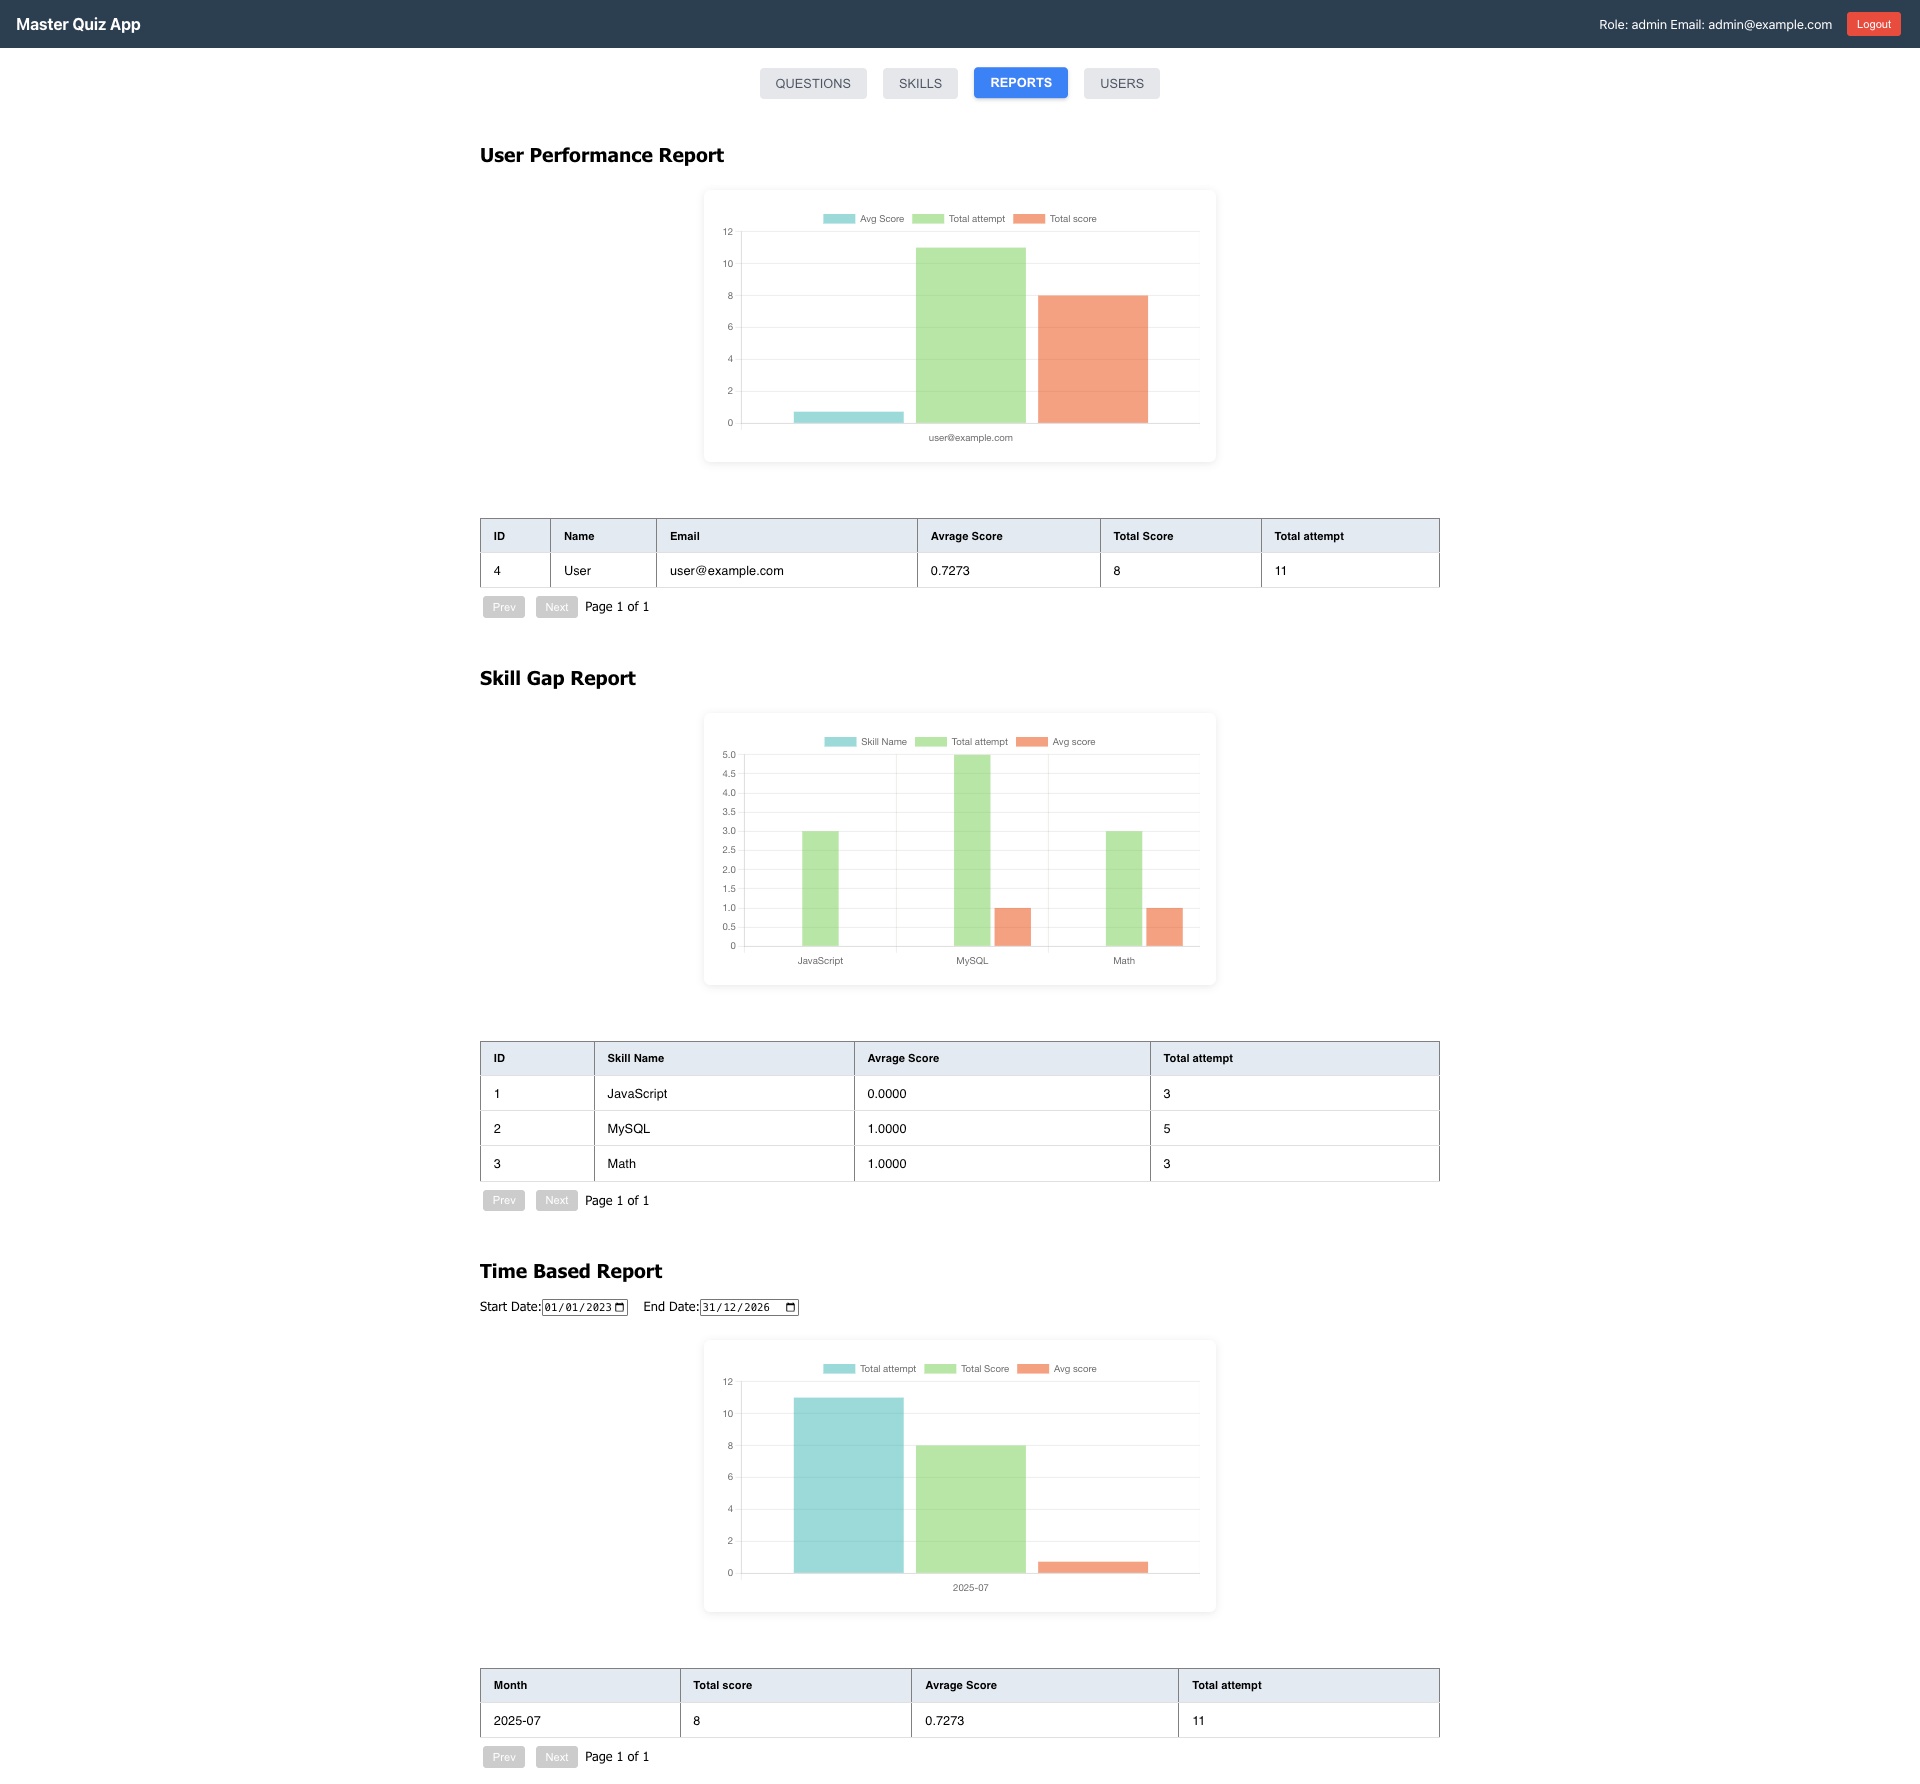 Master Quiz App
Role: admin Email: admin@example.com Logout
QUESTIONS SKILLS REPORTS USERS
User Performance Report
Avg Score Total attempt Total score
12
10
8
6
4
2
0
user@example.com
ID Name Email Avrage Score Total Score Total attempt
4 User user@example.com 0.7273 8 11
Prev Next Page 1 of 1
Skill Gap Report
Skill Name Total attempt Avg score
5.0
4.5
4.0
3.5
3.0
2.5
2.0
1.5
1.0
0.5
0
JavaScript MySQL Math
ID Skill Name Avrage Score Total attempt
1 JavaScript 0.0000 3
2 MySQL 1.0000 5
3 Math 1.0000 3
Prev Next Page 1 of 1
Time Based Report
Start Date: 01/01/2023 End Date: 31/12/2026
Total attempt Total Score Avg score
12
10
8
6
4
2
0
2025-07
Month Total score Avrage Score Total attempt
2025-07 8 0.7273 11
Prev Next Page 1 of 1